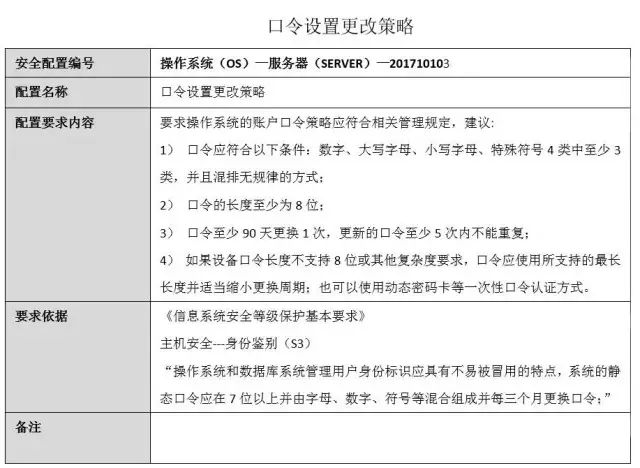 口令设置更改策略
安全配置编号
操作系统（OS）—服务器（SERVER）—201710103
配置名称
口令设置更改策略
配置要求内容
要求操作系统的账户口令策略应符合相关管理规定，建议:
1） 口令应符合以下条件：数字、大写字母、小写字母、特殊符号 4 类中至少 3
类，并且混排无规律的方式；
2） 口令的长度至少为 8 位；
3） 口令至少 90 天更换 1 次，更新的口令至少 5 次内不能重复；
4） 如果设备口令长度不支持 8 位或其他复杂度要求，口令应使用所支持的最长
长度并适当缩小更换周期；也可以使用动态密码卡等一次性口令认证方式。
要求依据
《信息系统安全等级保护基本要求》
主机安全---身份鉴别（S3）
“操作系统和数据库系统管理用户身份标识应具有不易被冒用的特点，系统的静
态口令应在 7 位以上并由字母、数字、符号等混合组成并每三个月更换口令；”
备注